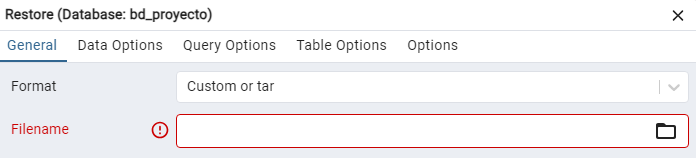 Restore (Database: bd_proyecto)
General Data Options Query Options Table Options Options
Format Custom or tar
Filename